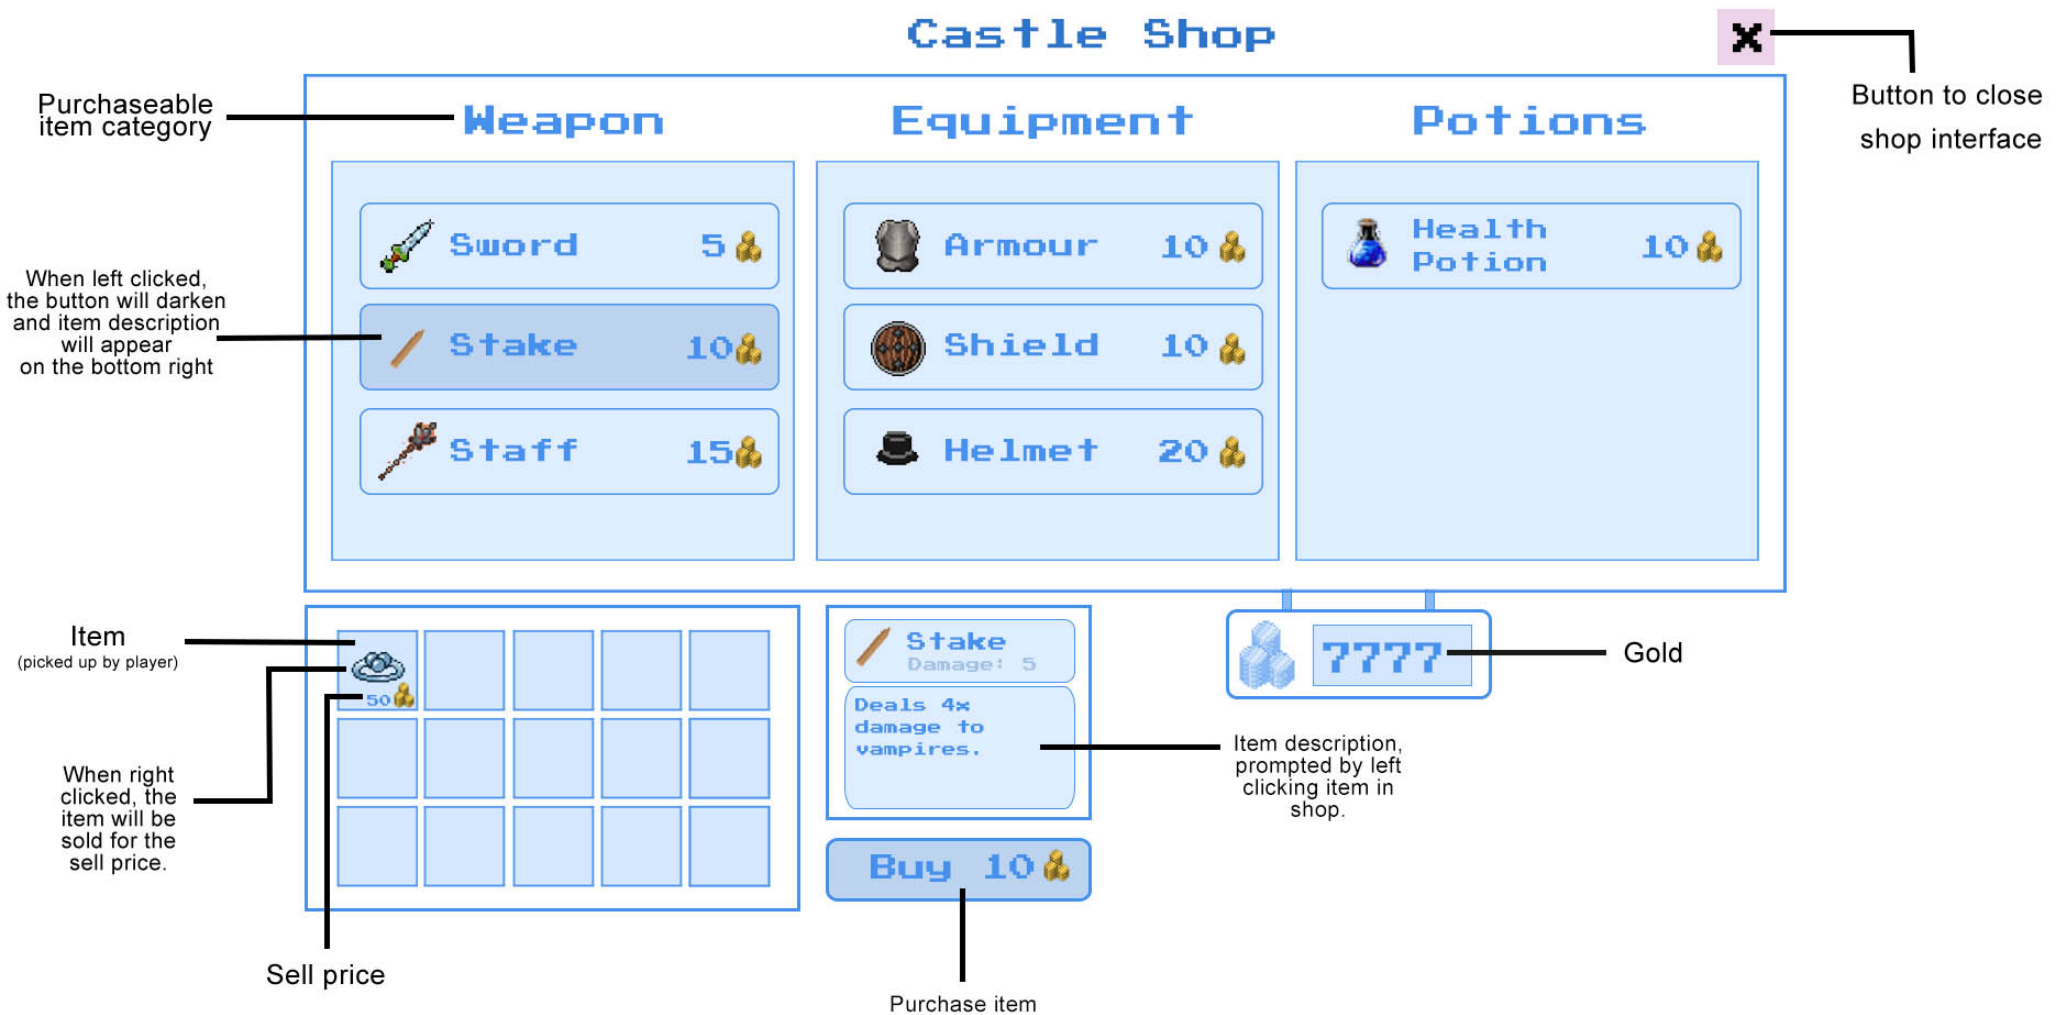 Castle Shop
x
Button to close
shop interface
Purchaseable
item category
Weapon
Equipment
Potions
Sword 5
Stake 10
Staff 15
Armour 10
Shield 10
Helmet 20
Health
Potion
10
When left clicked,
the button will darken
and item description
will appear
on the bottom right
Item
(picked up by player)
50
When right
clicked, the
item will be
sold for the
sell price.
Sell price
Stake
Damage: 5
Deals 4x
damage to
vampires.
Buy 10
Purchase item
7777
Gold
Item description,
prompted by left
clicking item in
shop.